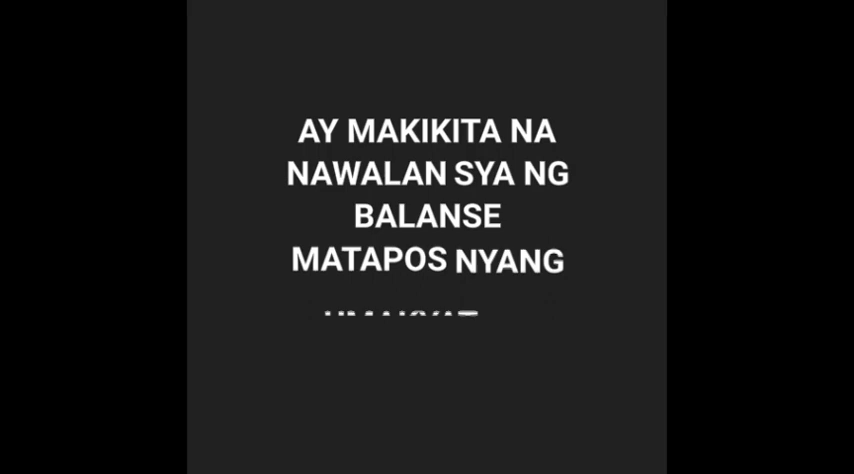 AY MAKIKITA NA
NAWALAN SYA NG
BALANSE
MATAPOS NYANG